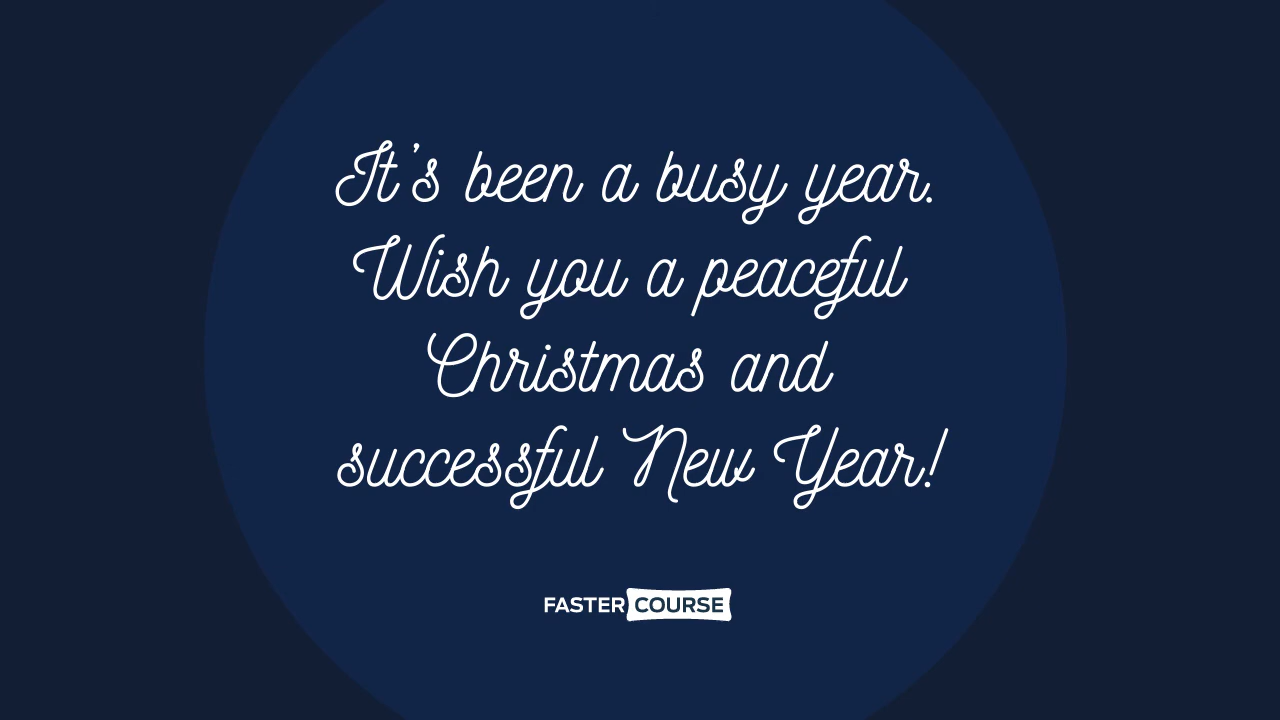 It's been a busy year.
Wish you a peaceful
Christmas and
successful New Year!
FASTER COURSE